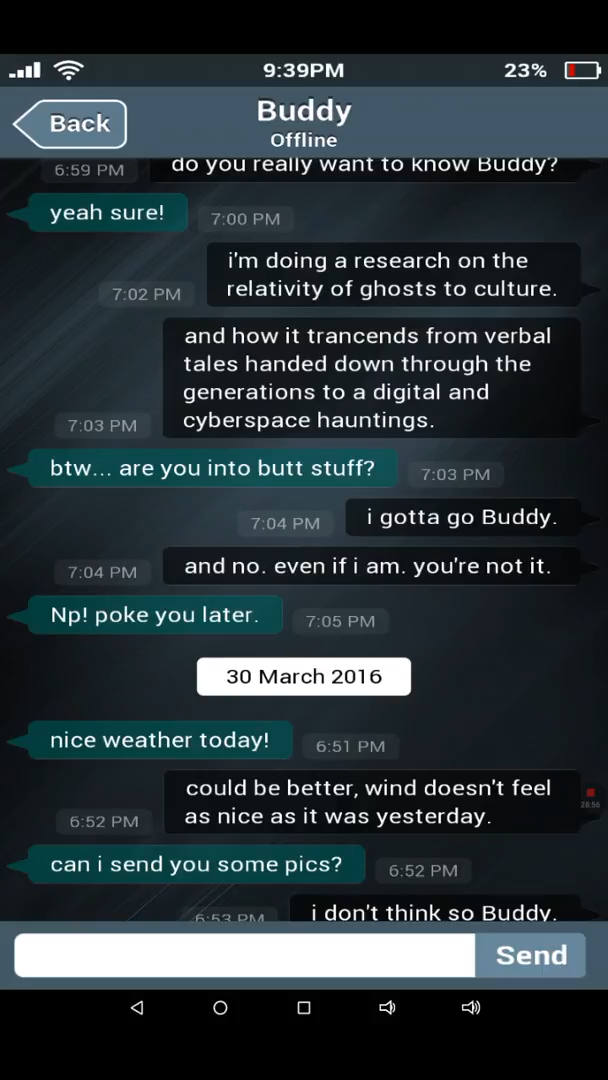 9:39PM
23%
Back
Buddy
Offline
6:59 PM
do you really want to know Buddy?
yeah sure!
7:00 PM
i'm doing a research on the
relativity of ghosts to culture.
7:02 PM
and how it trancends from verbal
tales handed down through the
generations to a digital and
cyberspace hauntings.
7:03 PM
btw... are you into butt stuff?
7:03 PM
i gotta go Buddy.
7:04 PM
and no. even if i am. you're not it.
7:04 PM
Np! poke you later.
7:05 PM
30 March 2016
nice weather today!
6:51 PM
could be better, wind doesn't feel
as nice as it was yesterday.
6:52 PM
28:56
can i send you some pics?
6:52 PM
i don't think so Buddy.
6:53 PM
Send